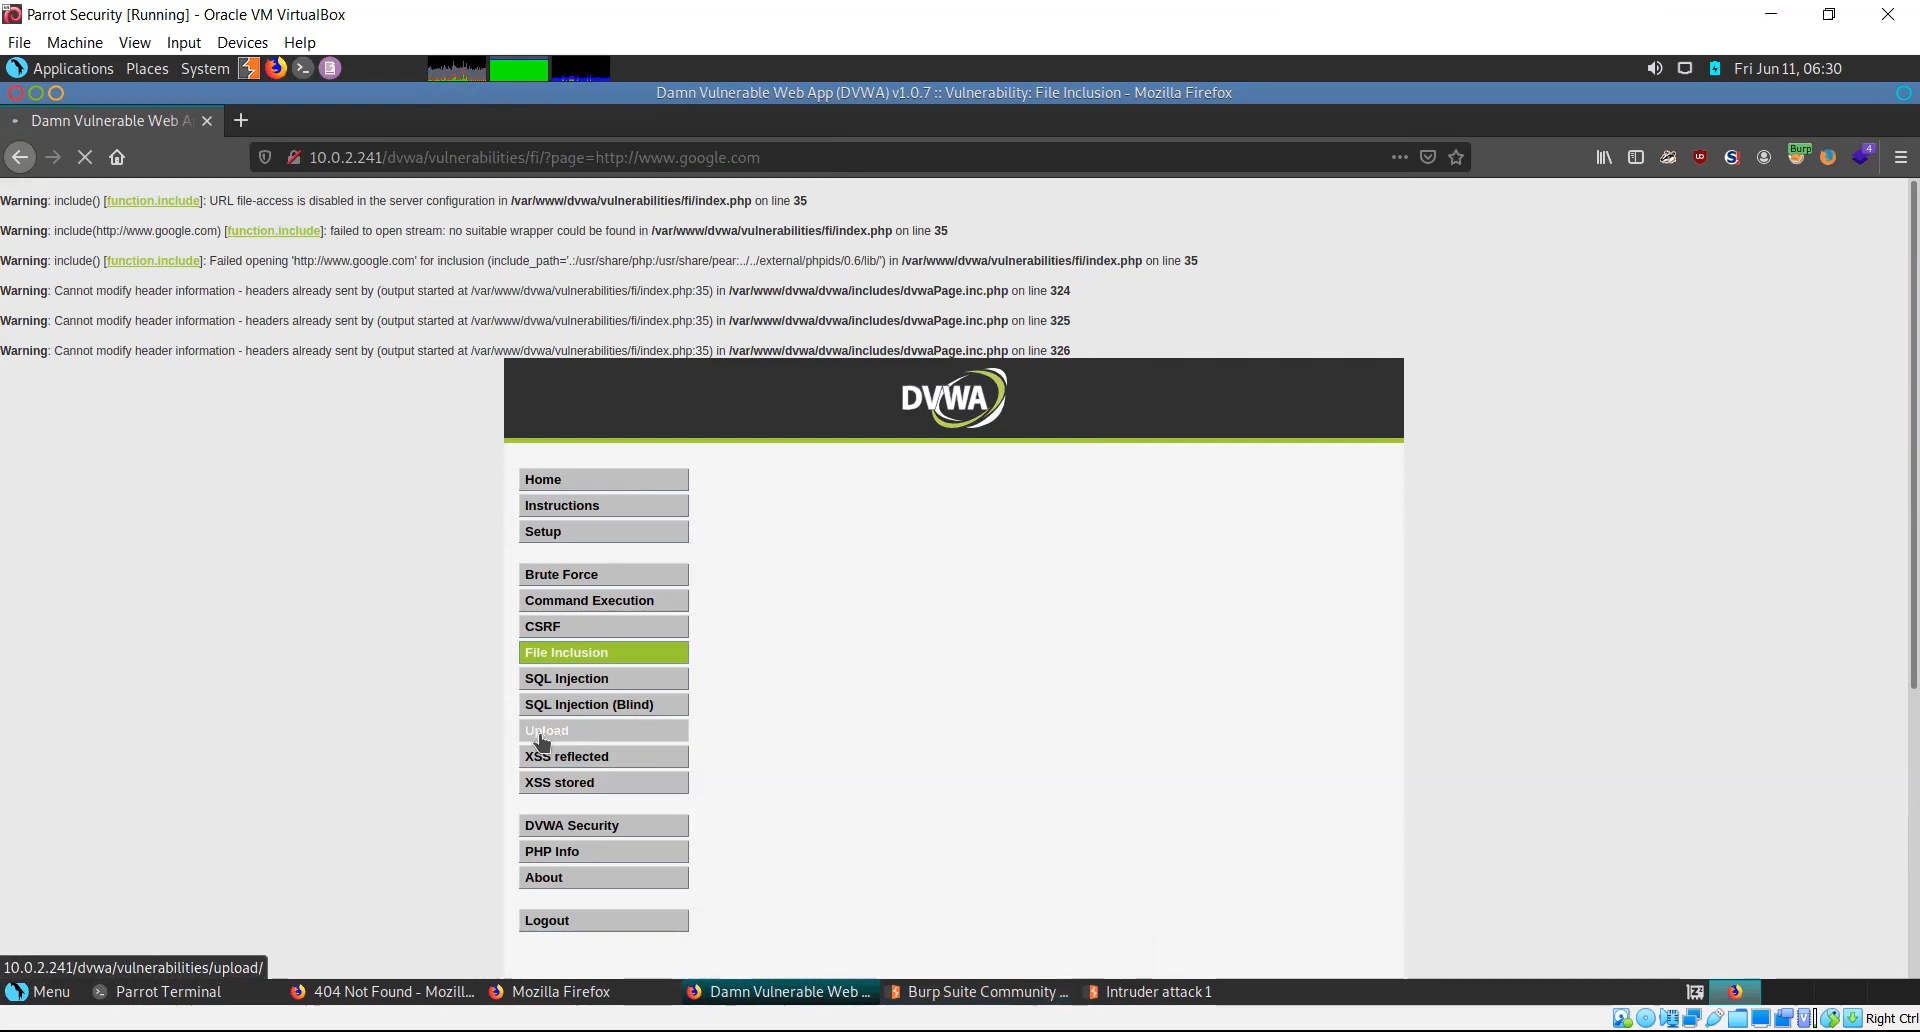 Parrot Security [Running] - Oracle VM VirtualBox
File Machine View Input Devices Help
Applications Places System Fri Jun 11, 06:30
Damn Vulnerable Web App (DVWA) v1.0.7 :: Vulnerability: File Inclusion - Mozilla Firefox
Damn Vulnerable Web A
10.0.2.241/dvwa/vulnerabilities/fi/?page=http://www.google.com
Burp
4
Warning: include() [function.include]: URL file-access is disabled in the server configuration in /var/www/dvwa/vulnerabilities/fi/index.php on line 35
Warning: include(http://www.google.com) [function.include]: failed to open stream: no suitable wrapper could be found in /var/www/dvwa/vulnerabilities/fi/index.php on line 35
Warning: include() [function.include]: Failed opening 'http://www.google.com' for inclusion (include_path='.:/usr/share/php:/usr/share/pear:../../external/phpids/0.6/lib/') in /var/www/dvwa/vulnerabilities/fi/index.php on line 35
Warning: Cannot modify header information - headers already sent by (output started at /var/www/dvwa/vulnerabilities/fi/index.php:35) in /var/www/dvwa/dvwa/includes/dvwaPage.inc.php on line 324
Warning: Cannot modify header information - headers already sent by (output started at /var/www/dvwa/vulnerabilities/fi/index.php:35) in /var/www/dvwa/dvwa/includes/dvwaPage.inc.php on line 325
Warning: Cannot modify header information - headers already sent by (output started at /var/www/dvwa/vulnerabilities/fi/index.php:35) in /var/www/dvwa/dvwa/includes/dvwaPage.inc.php on line 326
DVWA
Home
Instructions
Setup
Brute Force
Command Execution
CSRF
File Inclusion
SQL Injection
SQL Injection (Blind)
Upload
XSS reflected
XSS stored
DVWA Security
PHP Info
About
Logout
10.0.2.241/dvwa/vulnerabilities/upload/
Menu Parrot Terminal 404 Not Found - Mozill... Mozilla Firefox Damn Vulnerable Web ... Burp Suite Community ... Intruder attack 1
Right Ctrl